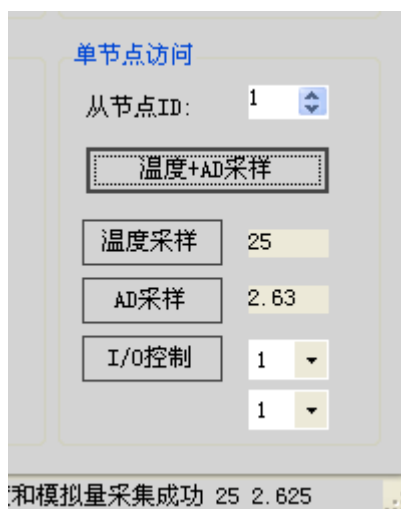 单节点访问
从节点ID: 1
温度+AD采样
温度采样 25
AD采样 2.63
I/O控制 1
1
和模拟量采集成功 25 2.625